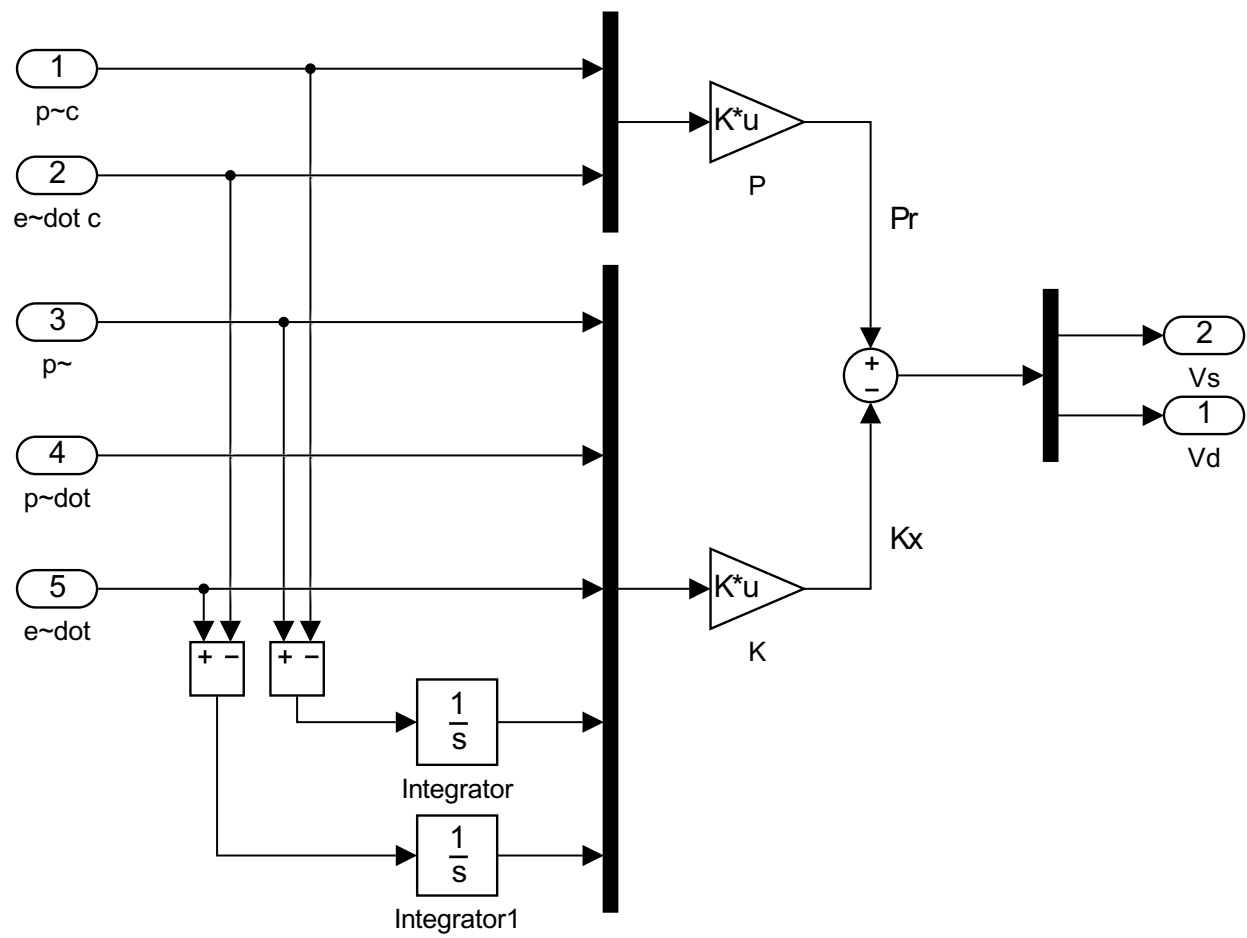 1
p~c
2
e~dot c
3
p~
4
p~dot
5
e~dot
K*u
P
Pr
+
−
2
Vs
1
Vd
Kx
K*u
K
+ −
+ −
1
s
Integrator
1
s
Integrator1